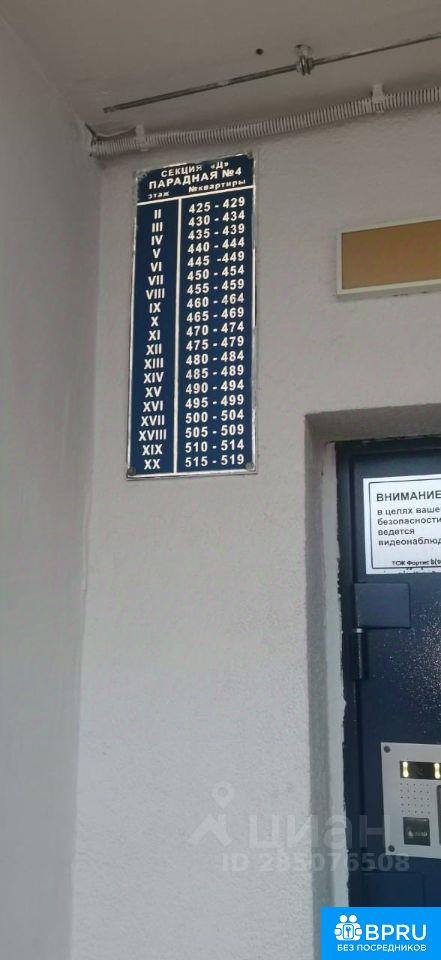 СЕКЦИЯ «Д»
ПАРАДНАЯ №4
этаж №квартиры
II 425 - 429
III 430 - 434
IV 435 - 439
V 440 - 444
VI 445 -449
VII 450 - 454
VIII 455 - 459
IX 460 - 464
X 465 - 469
XI 470 - 474
XII 475 - 479
XIII 480 - 484
XIV 485 - 489
XV 490 - 494
XVI 495 - 499
XVII 500 - 504
XVIII 505 - 509
XIX 510 - 514
XX 515 - 519
ВНИМАНИЕ
в целях ваше
безопасности
ведется
видеонаблюд
ТСЖ Фортис
циан
ID 285076508
BPRU
БЕЗ ПОСРЕДНИКОВ